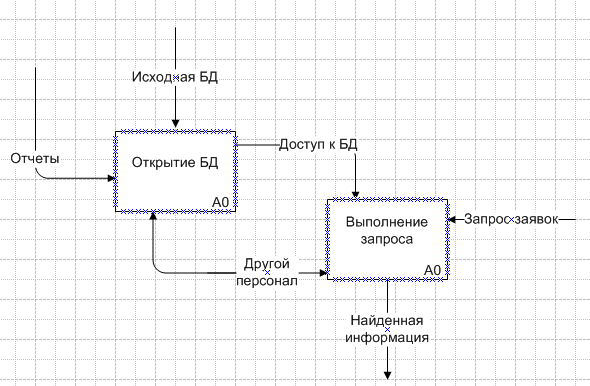 Исходная БД
Отчеты
Открытие БД
A0
Доступ к БД
Выполнение
запроса
A0
Запрос заявок
Другой
персонал
Найденная
информация